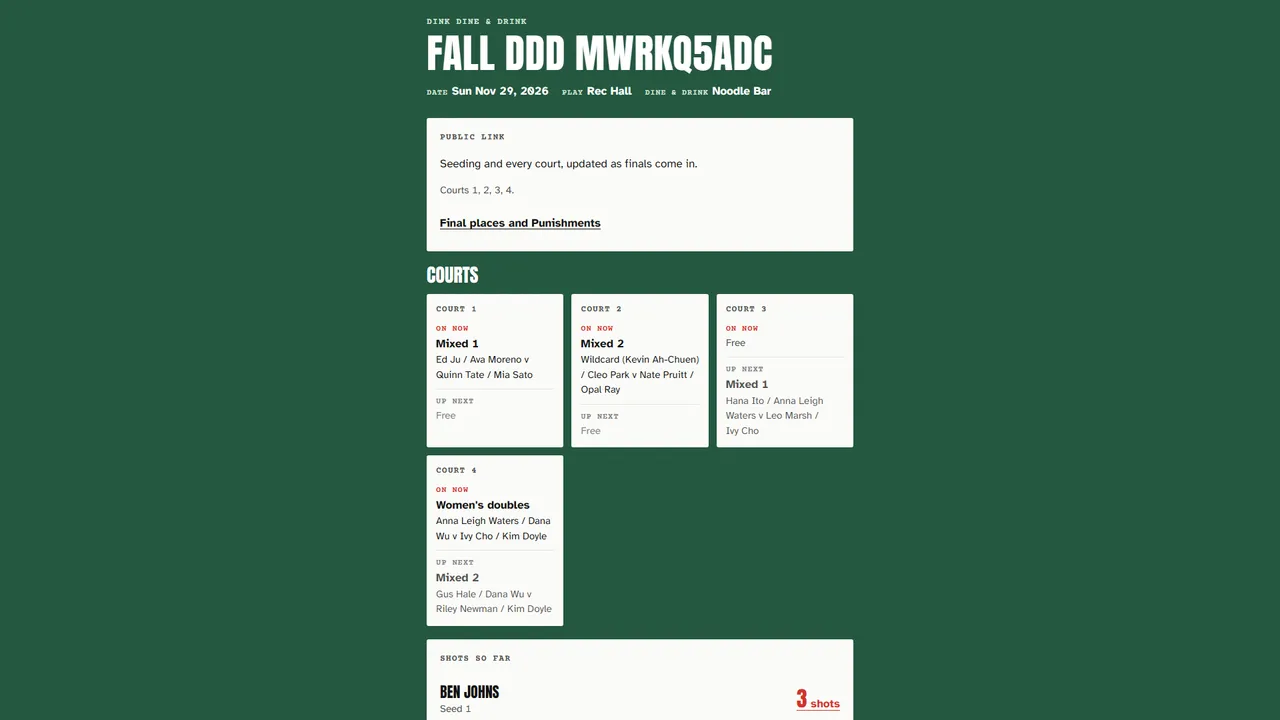 DINK DINE & DRINK
FALL DDD MWRKQ5ADC
DATE Sun Nov 29, 2026 PLAY Rec Hall DINE & DRINK Noodle Bar
PUBLIC LINK
Seeding and every court, updated as finals come in.
Courts 1, 2, 3, 4.
Final places and Punishments
COURTS
COURT 1
ON NOW
Mixed 1
Ed Ju / Ava Moreno v
Quinn Tate / Mia Sato
UP NEXT
Free
COURT 2
ON NOW
Mixed 2
Wildcard (Kevin Ah-Chuen)
/ Cleo Park v Nate Pruitt /
Opal Ray
UP NEXT
Free
COURT 3
ON NOW
Free
UP NEXT
Mixed 1
Hana Ito / Anna Leigh
Waters v Leo Marsh /
Ivy Cho
COURT 4
ON NOW
Women's doubles
Anna Leigh Waters / Dana
Wu v Ivy Cho / Kim Doyle
UP NEXT
Mixed 2
Gus Hale / Dana Wu v
Riley Newman / Kim Doyle
SHOTS SO FAR
BEN JOHNS
Seed 1
3 shots